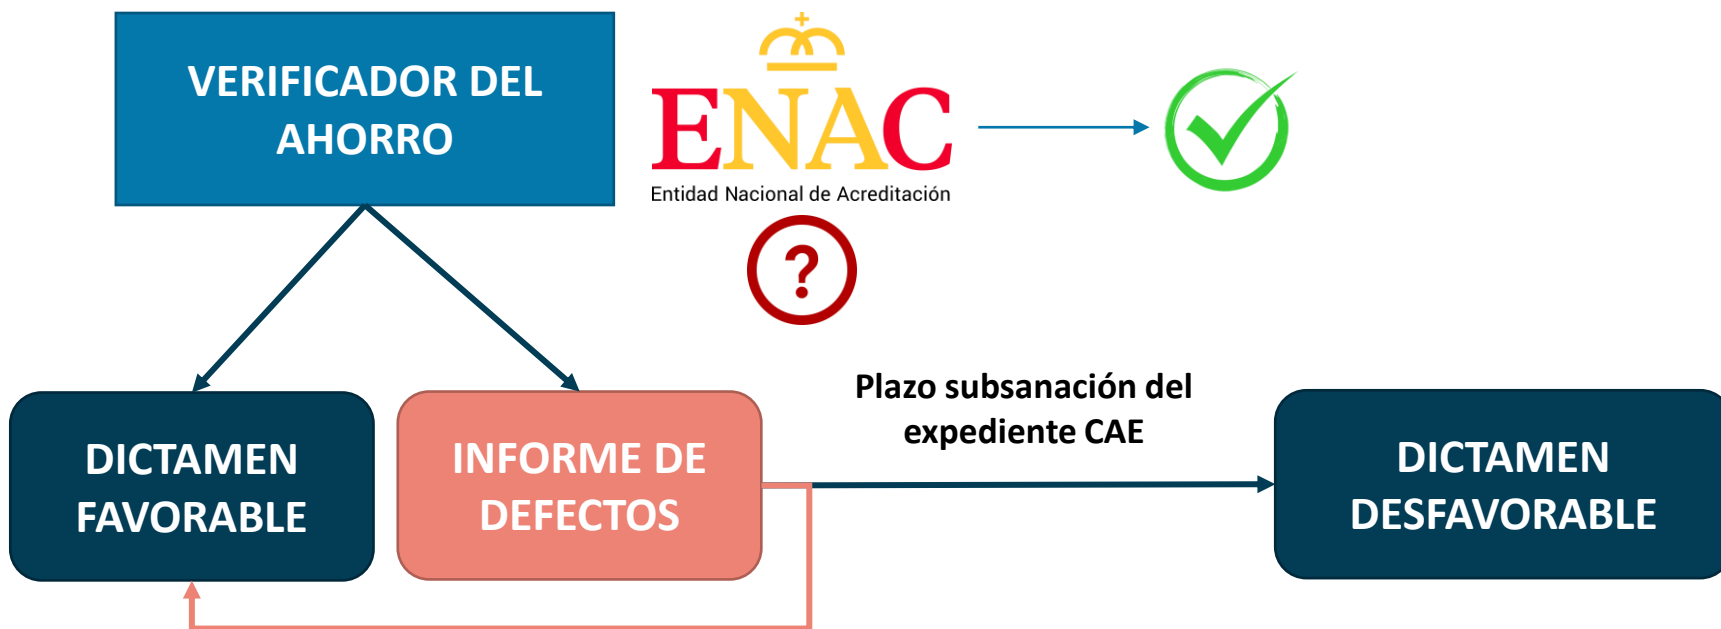 VERIFICADOR DEL
AHORRO
ENAC
Entidad Nacional de Acreditación
?
Plazo subsanación del
expediente CAE
DICTAMEN
FAVORABLE
INFORME DE
DEFECTOS
DICTAMEN
DESFAVORABLE